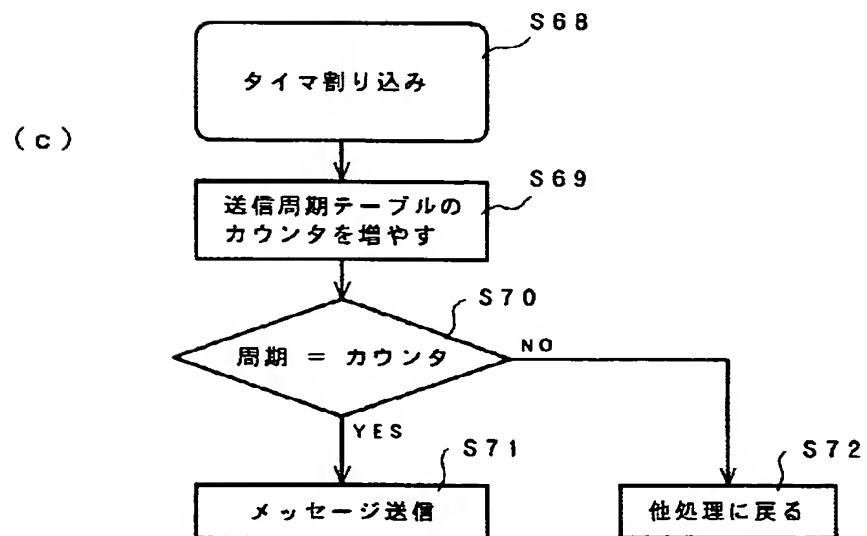 S68
タイマ割り込み
(c)
S69
送信周期テーブルの
カウンタを増やす
S70
周期 = カウンタ
NO
YES
S71
S72
メッセージ送信
他処理に戻る